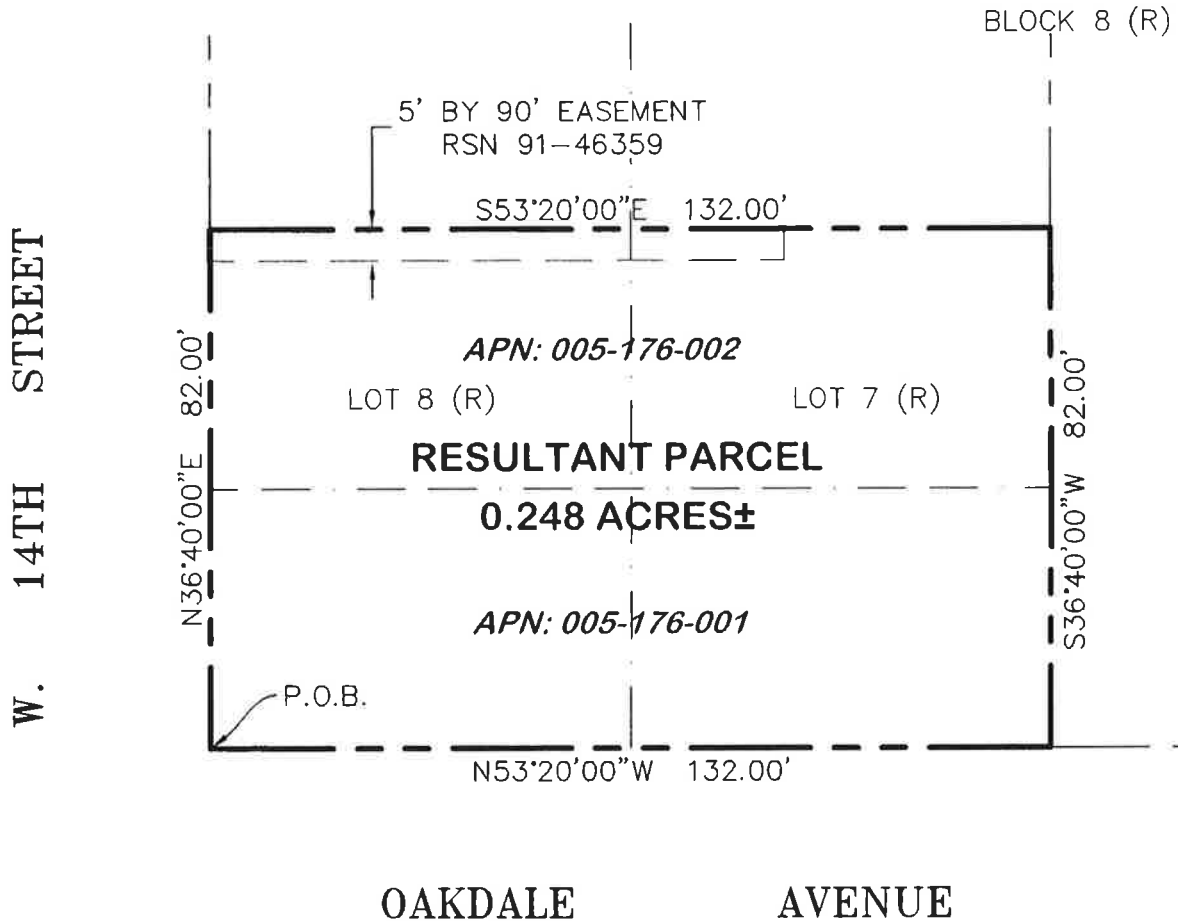 BLOCK 8 (R)
5' BY 90' EASEMENT
RSN 91-46359
S53°20'00"E 132.00'
W. 14TH STREET
N36°40'00"E 82.00'
APN: 005-176-002
LOT 8 (R)
LOT 7 (R)
RESULTANT PARCEL
0.248 ACRES±
S36°40'00"W 82.00'
APN: 005-176-001
P.O.B.
N53°20'00"W 132.00'
OAKDALE AVENUE